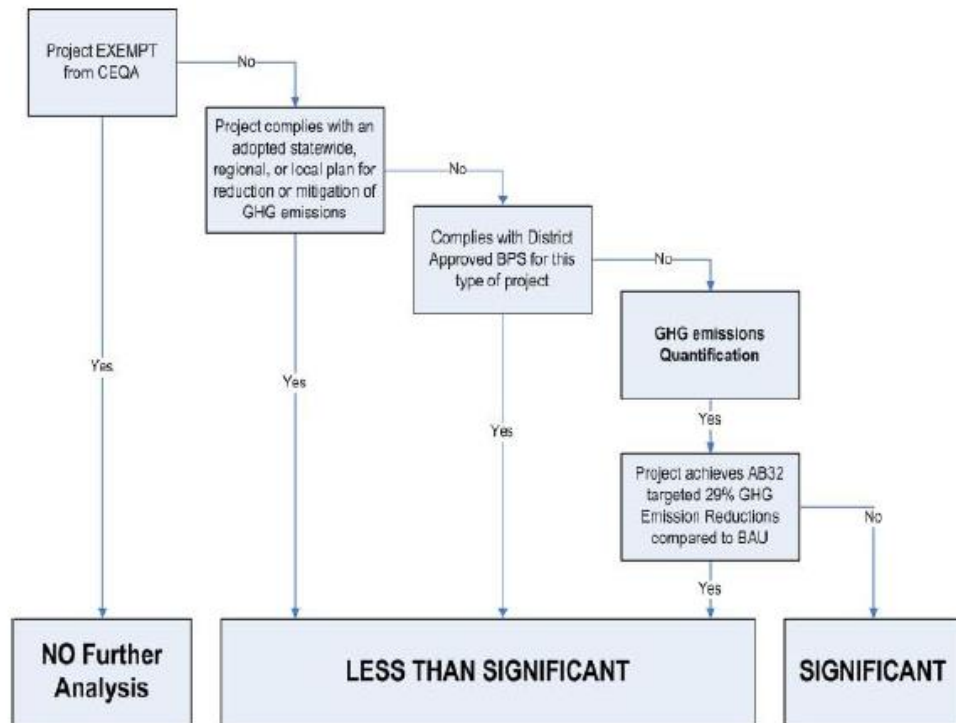 Project EXEMPT
from CEQA
No
Project complies with an
adopted statewide,
regional, or local plan for
reduction or mitigation of
GHG emissions
No
Complies with District
Approved BPS for this
type of project
No
GHG emissions
Quantification
Yes
Yes
Yes
Yes
Project achieves AB32
targeted 29% GHG
Emission Reductions
compared to BAU
No
Yes
NO Further
Analysis
LESS THAN SIGNIFICANT
SIGNIFICANT